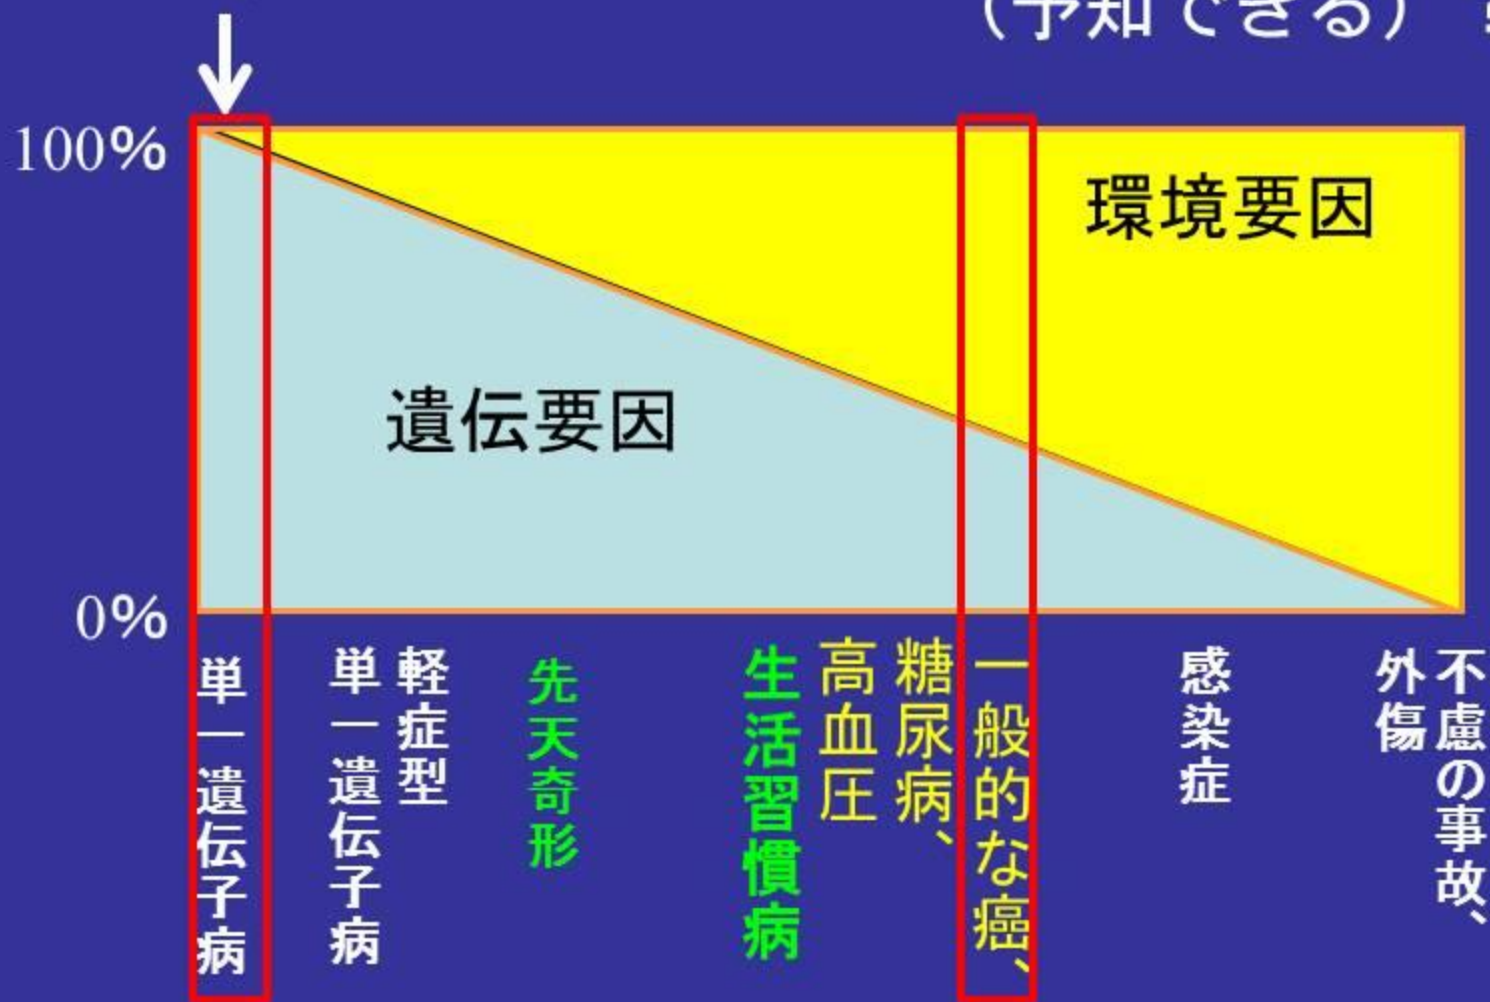 （予知できる）
100%
環境要因
遺伝要因
0%
単一遺伝子病
軽症型
単一遺伝子病
先天奇形
一般的な癌、
糖尿病、
高血圧
生活習慣病
感染症
不慮の事故、
外傷